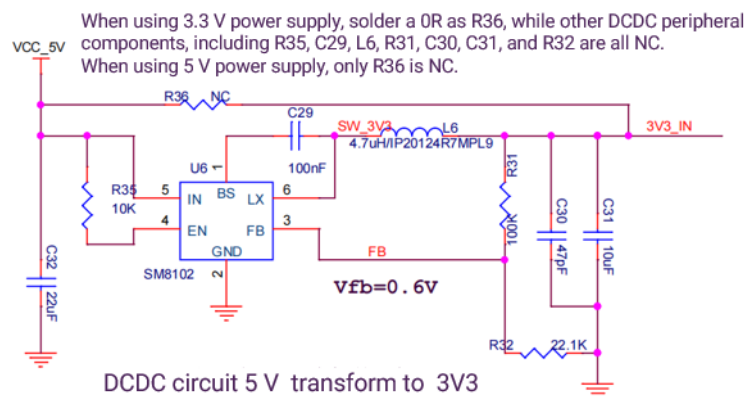 When using 3.3 V power supply, solder a 0R as R36, while other DCDC peripheral
components, including R35, C29, L6, R31, C30, C31, and R32 are all NC.
When using 5 V power supply, only R36 is NC.
VCC_5V
R36 NC
C29
SW_3V3
L6
3V3_IN
4.7uH/IP20124R7MPL9
100nF
U6
1
R35
10K
5
IN
BS
LX
6
4
EN
FB
3
GND
2
SM8102
R31
100K
C30
47pF
C31
10uF
C32
22uF
FB
Vfb=0.6V
R32
22.1K
DCDC circuit 5 V transform to 3V3